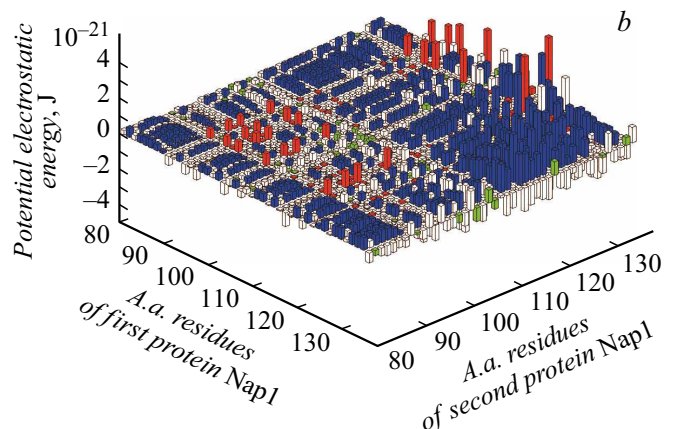 b
10–21
4
2
0
–2
–4
Potential electrostatic
energy, J
80
90
100
110
120
130
A.a. residues
of first protein Nap1
80
90
100
110
120
130
A.a. residues
of second protein Nap1